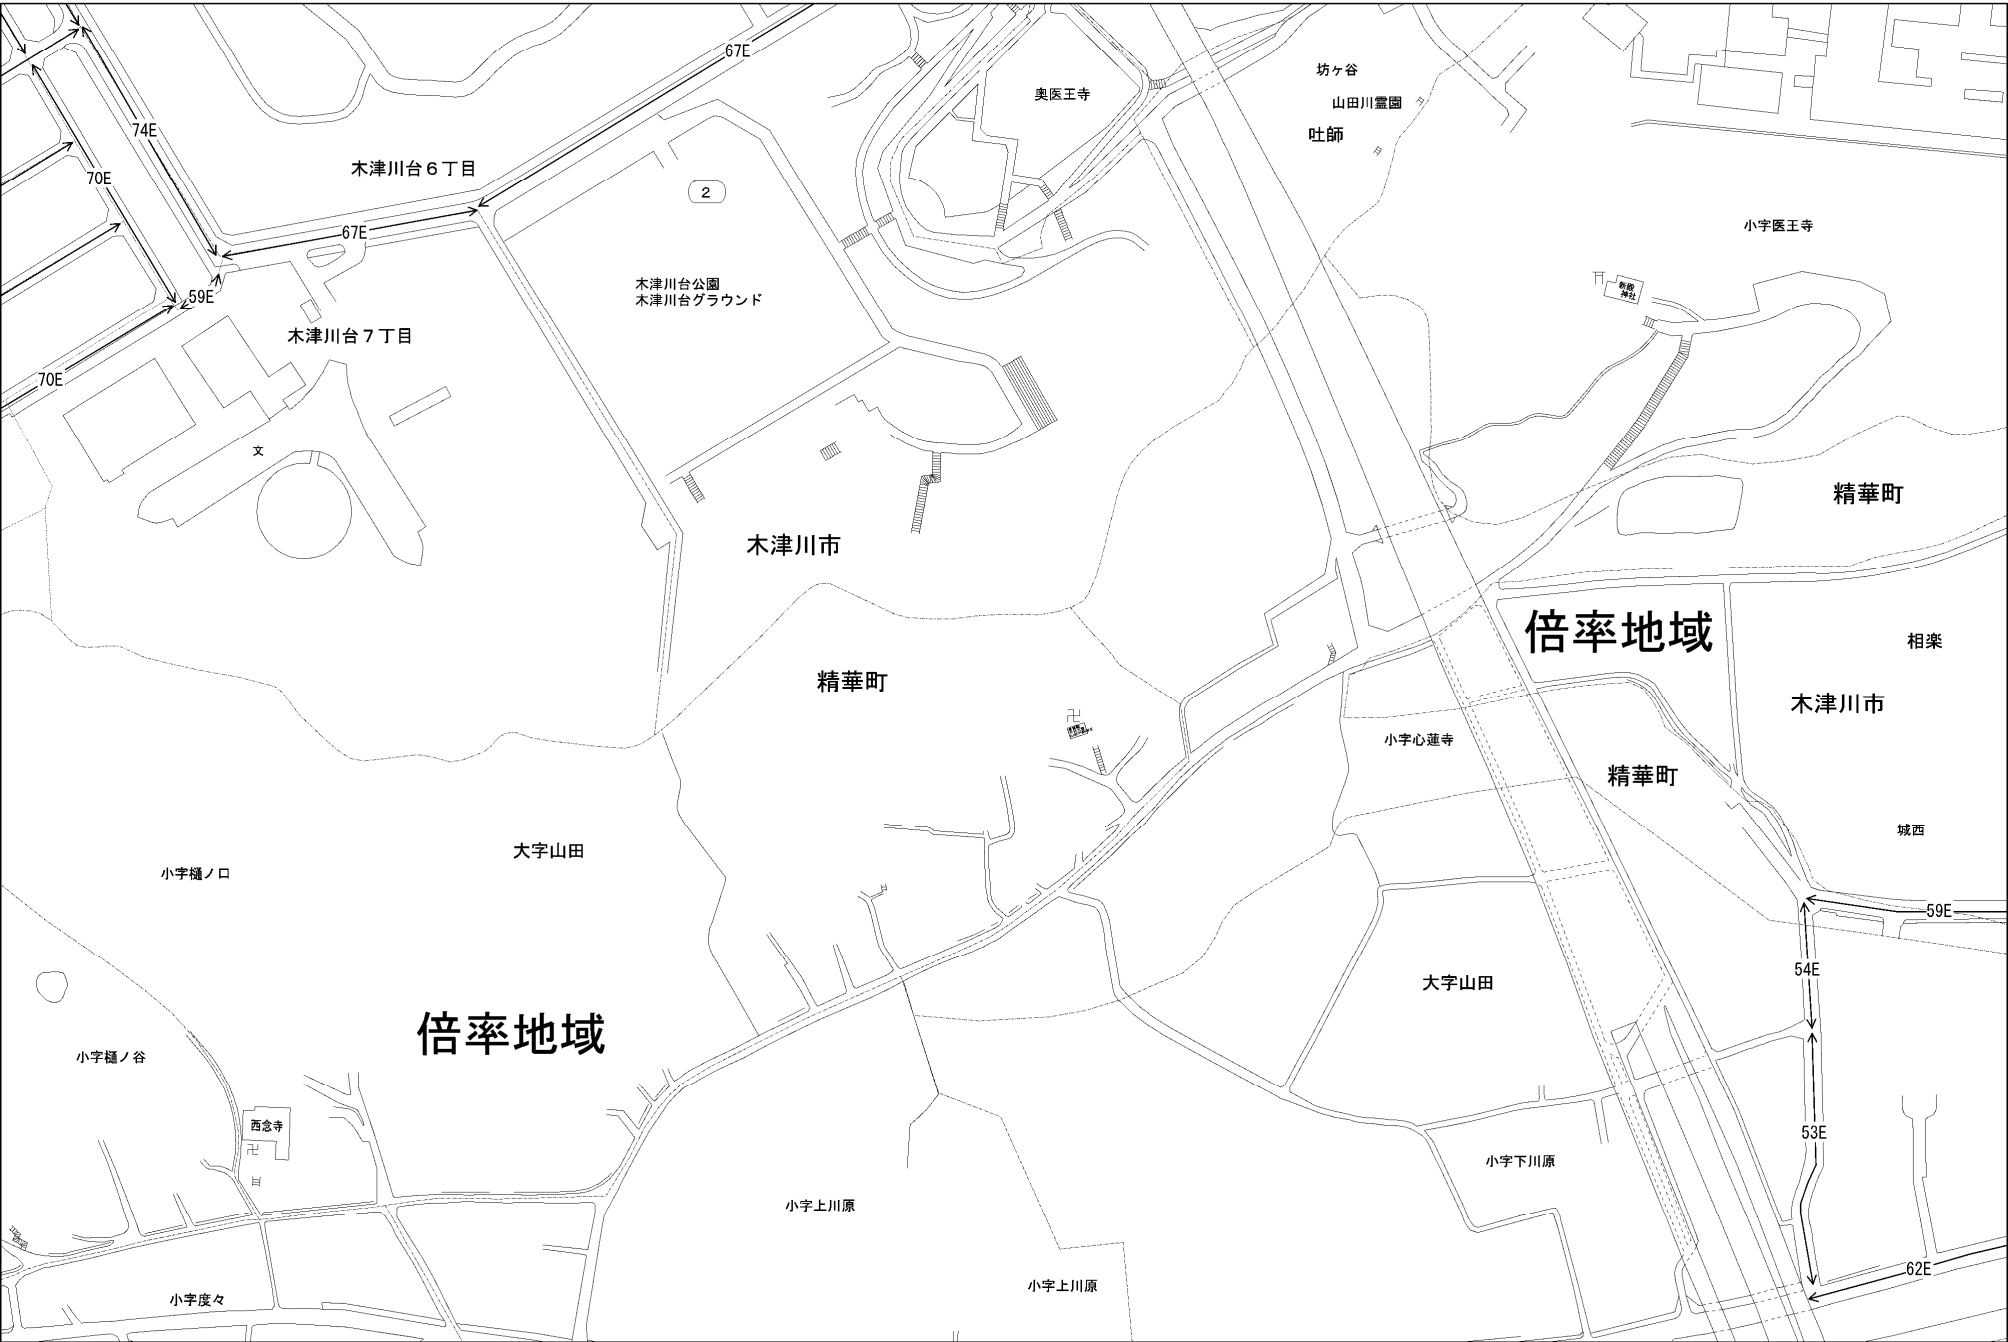 67E
坊ヶ谷
奥医王寺
山田川霊園
74E
吐師
木津川台６丁目
70E
2
67E
小字医王寺
59E
木津川台公園
木津川台グラウンド
新殿
神社
木津川台７丁目
70E
文
精華町
木津川市
倍率地域
相楽
精華町
木津川市
小字心蓮寺
精華町
城西
大字山田
小字樋ノ口
59E
54E
大字山田
倍率地域
小字樋ノ谷
西念寺
53E
小字下川原
小字上川原
62E
小字上川原
小字度々